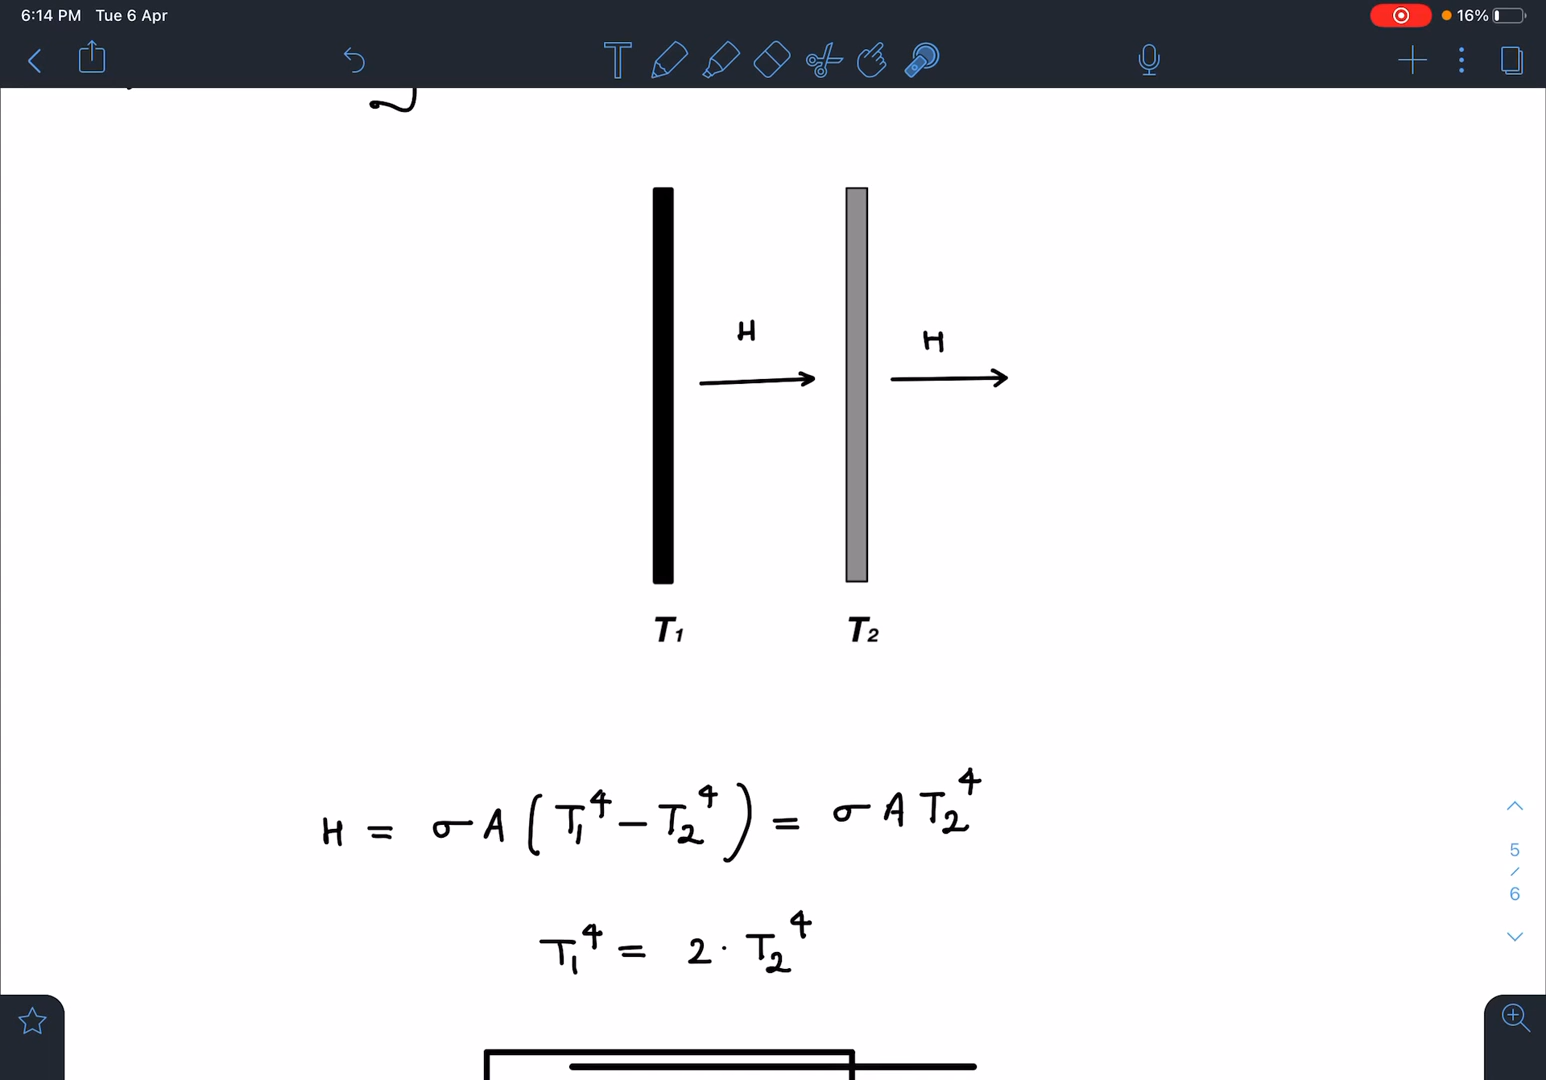 6:14 PM Tue 6 Apr
16%
T
H
H
T₁
T₂
H = σA(T₁⁴ − T₂⁴) = σAT₂⁴
5
/
6
T₁⁴ = 2 · T₂⁴